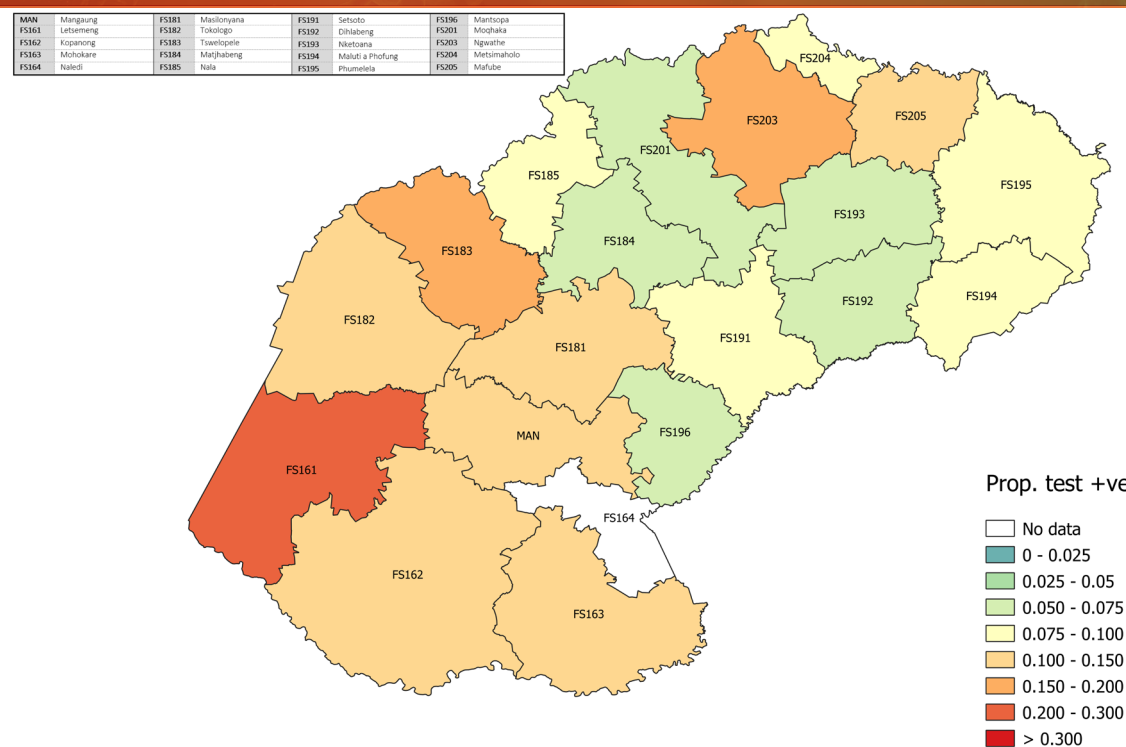 MAN Mangaung FS181 Masilonyana FS191 Setsoto FS196 Mantsopa
FS161 Letsemeng FS182 Tokologo FS192 Dihlabeng FS201 Moqhaka
FS162 Kopanong FS183 Tswelopele FS193 Nketoana FS203 Ngwathe
FS163 Mohokare FS184 Matjhabeng FS194 Maluti a Phofung FS204 Metsimaholo
FS164 Naledi FS185 Nala FS195 Phumelela FS205 Mafube
FS204
FS203
FS205
FS201
FS185
FS195
FS193
FS184
FS183
FS194
FS192
FS182
FS191
FS181
FS196
MAN
FS161
FS164
FS162
FS163
Prop. test +ve
No data
0 - 0.025
0.025 - 0.05
0.050 - 0.075
0.075 - 0.100
0.100 - 0.150
0.150 - 0.200
0.200 - 0.300
> 0.300